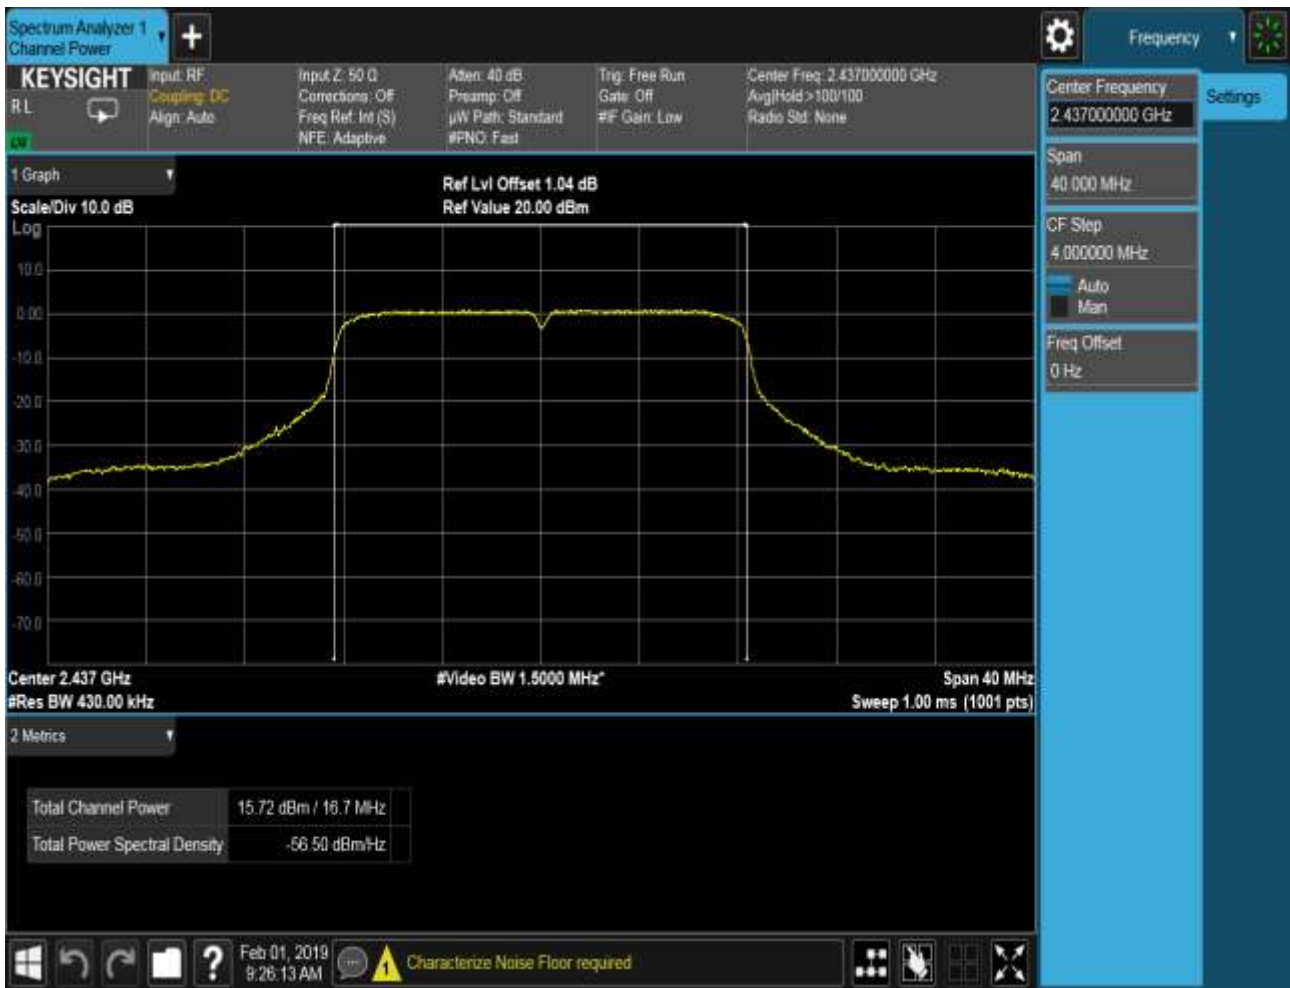 Spectrum Analyzer 1
Channel Power
Frequency
KEYSIGHT
R L
Input: RF
Coupling: DC
Align: Auto
Input Z: 50 Ω
Corrections: Off
Freq Ref: Int (S)
NFE: Adaptive
Atten: 40 dB
Preamp: Off
µW Path: Standard
#PNO: Fast
Trig: Free Run
Gate: Off
#IF Gain: Low
Center Freq: 2.437000000 GHz
Avg|Hold >100/100
Radio Std: None
Center Frequency
2.437000000 GHz
Settings
Span
40.000 MHz
CF Step
4.000000 MHz
Auto
Man
Freq Offset
0 Hz
1 Graph
Scale/Div 10.0 dB
Ref Lvl Offset 1.04 dB
Ref Value 20.00 dBm
Log
10.0
0.00
-10.0
-20.0
-30.0
-40.0
-50.0
-60.0
-70.0
Center 2.437 GHz
#Video BW 1.5000 MHz*
Span 40 MHz
#Res BW 430.00 kHz
Sweep 1.00 ms (1001 pts)
2 Metrics
Total Channel Power
15.72 dBm / 16.7 MHz
Total Power Spectral Density
-56.50 dBm/Hz
?
Feb 01, 2019
9:26:13 AM
1
Characterize Noise Floor required